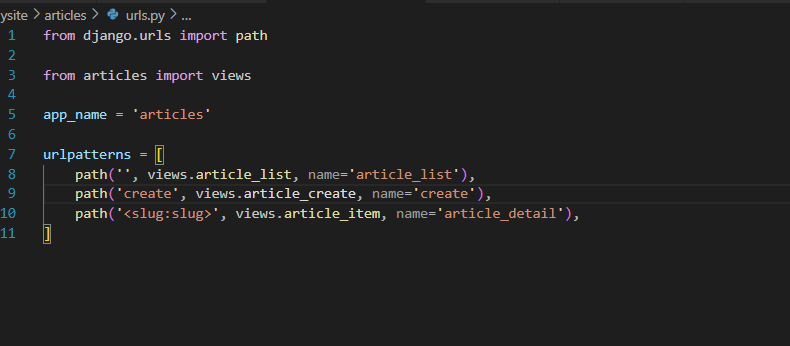 ysite > articles > urls.py > ...
1 from django.urls import path
2
3 from articles import views
4
5 app_name = 'articles'
6
7 urlpatterns = [
8     path('', views.article_list, name='article_list'),
9     path('create', views.article_create, name='create'),
10     path('<slug:slug>', views.article_item, name='article_detail'),
11 ]